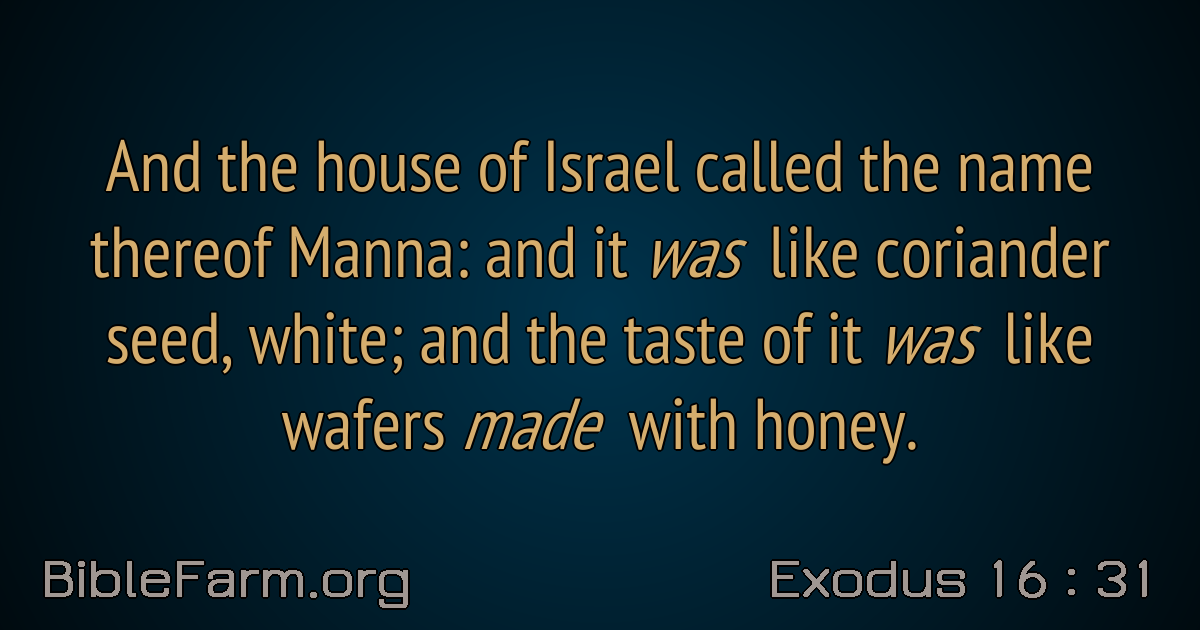 And the house of Israel called the name
thereof Manna: and it was like coriander
seed, white; and the taste of it was like
wafers made with honey.
BibleFarm.org
Exodus 16 : 31